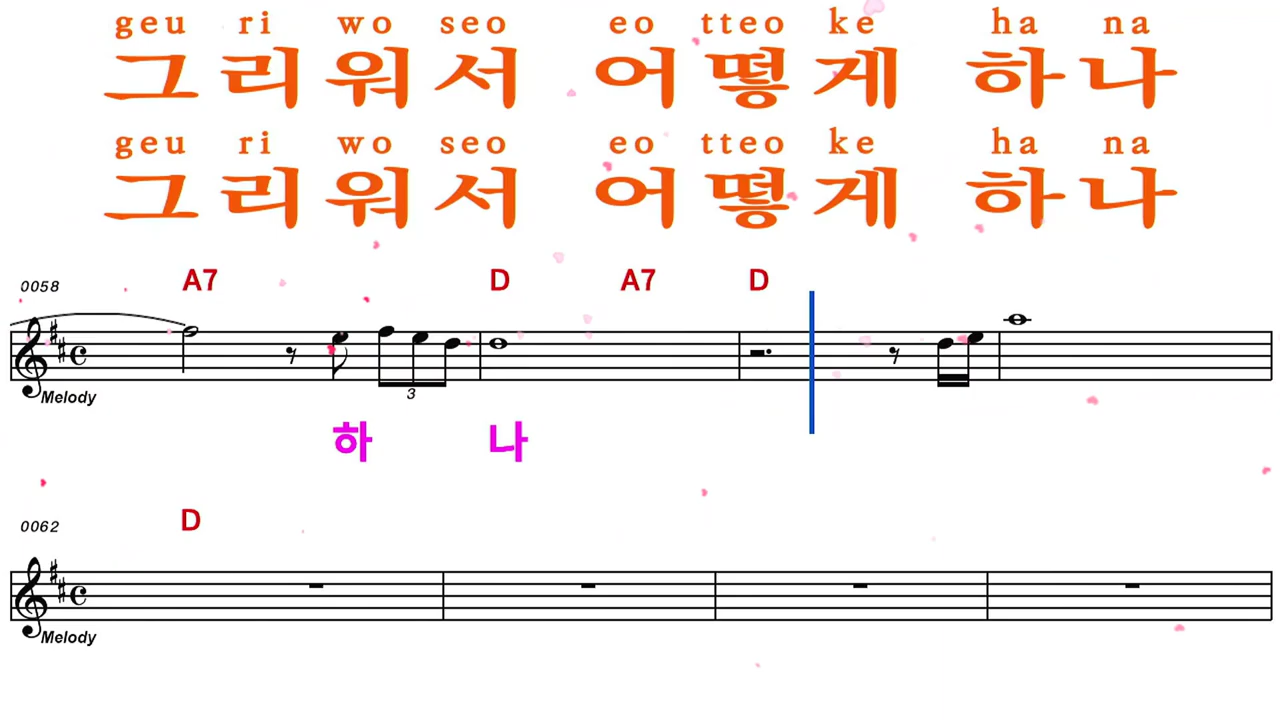 geu ri wo seo eo tteo ke ha na
그리워서 어떻게 하나
geu ri wo seo eo tteo ke ha na
그리워서 어떻게 하나
0058 A7 D A7 D
3
Melody
하 나
0062 D
Melody